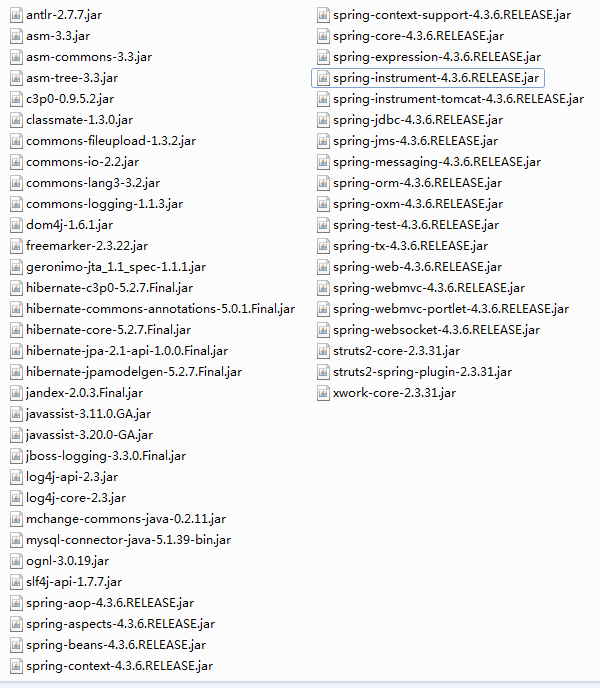 antlr-2.7.7.jar
asm-3.3.jar
asm-commons-3.3.jar
asm-tree-3.3.jar
c3p0-0.9.5.2.jar
classmate-1.3.0.jar
commons-fileupload-1.3.2.jar
commons-io-2.2.jar
commons-lang3-3.2.jar
commons-logging-1.1.3.jar
dom4j-1.6.1.jar
freemarker-2.3.22.jar
geronimo-jta_1.1_spec-1.1.1.jar
hibernate-c3p0-5.2.7.Final.jar
hibernate-commons-annotations-5.0.1.Final.jar
hibernate-core-5.2.7.Final.jar
hibernate-jpa-2.1-api-1.0.0.Final.jar
hibernate-jpamodelgen-5.2.7.Final.jar
jandex-2.0.3.Final.jar
javassist-3.11.0.GA.jar
javassist-3.20.0-GA.jar
jboss-logging-3.3.0.Final.jar
log4j-api-2.3.jar
log4j-core-2.3.jar
mchange-commons-java-0.2.11.jar
mysql-connector-java-5.1.39-bin.jar
ognl-3.0.19.jar
slf4j-api-1.7.7.jar
spring-aop-4.3.6.RELEASE.jar
spring-aspects-4.3.6.RELEASE.jar
spring-beans-4.3.6.RELEASE.jar
spring-context-4.3.6.RELEASE.jar
spring-context-support-4.3.6.RELEASE.jar
spring-core-4.3.6.RELEASE.jar
spring-expression-4.3.6.RELEASE.jar
spring-instrument-4.3.6.RELEASE.jar
spring-instrument-tomcat-4.3.6.RELEASE.jar
spring-jdbc-4.3.6.RELEASE.jar
spring-jms-4.3.6.RELEASE.jar
spring-messaging-4.3.6.RELEASE.jar
spring-orm-4.3.6.RELEASE.jar
spring-oxm-4.3.6.RELEASE.jar
spring-test-4.3.6.RELEASE.jar
spring-tx-4.3.6.RELEASE.jar
spring-web-4.3.6.RELEASE.jar
spring-webmvc-4.3.6.RELEASE.jar
spring-webmvc-portlet-4.3.6.RELEASE.jar
spring-websocket-4.3.6.RELEASE.jar
struts2-core-2.3.31.jar
struts2-spring-plugin-2.3.31.jar
xwork-core-2.3.31.jar